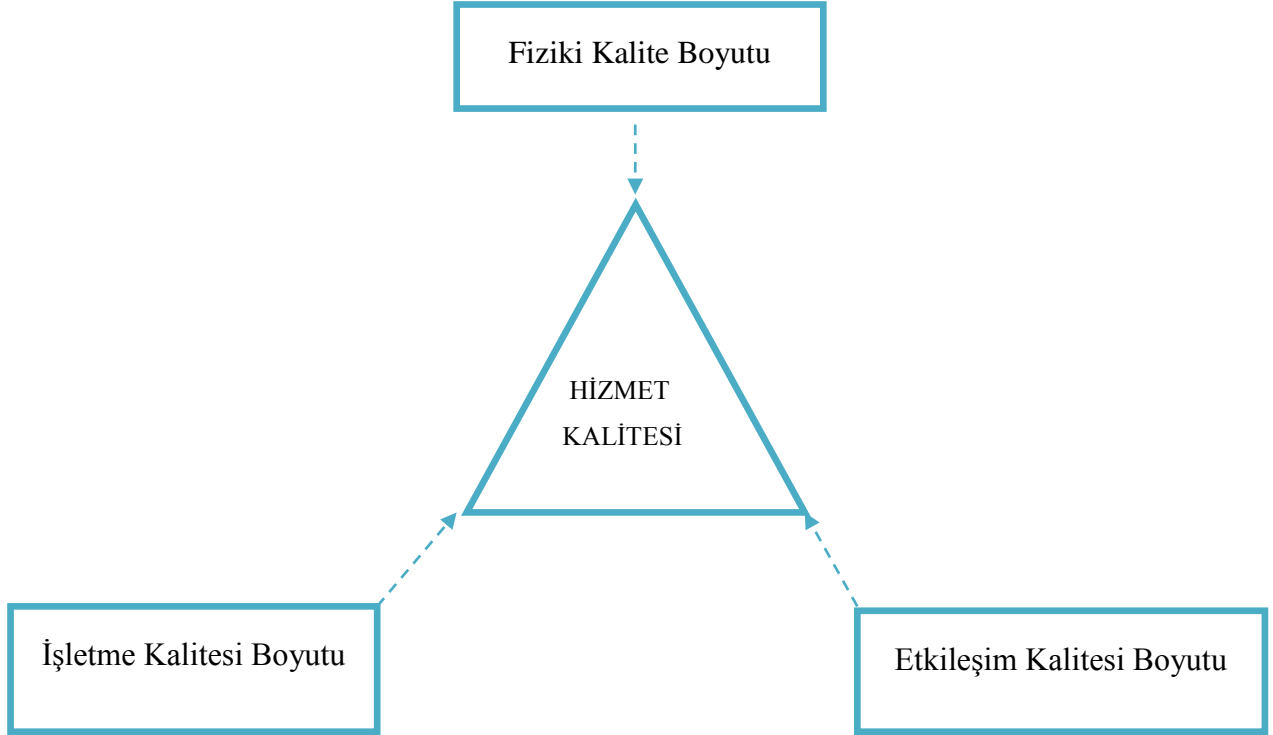 Fiziki Kalite Boyutu
HİZMET
KALİTESİ
İşletme Kalitesi Boyutu
Etkileşim Kalitesi Boyutu